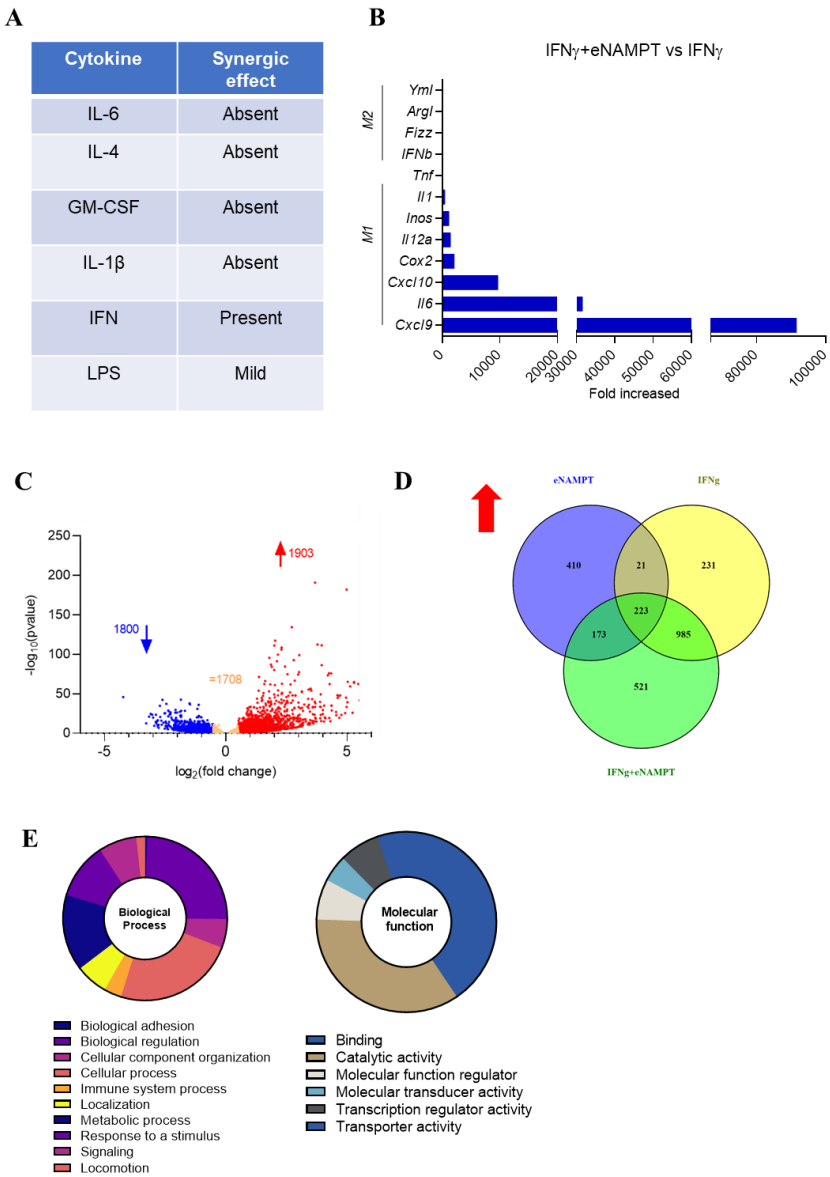 A
Cytokine Synergic effect
IL-6 Absent
IL-4 Absent
GM-CSF Absent
IL-1β Absent
IFN Present
LPS Mild
B
IFNγ+eNAMPT vs IFNγ
M2
M1
Yml
ArgI
Fizz
IFNb
Tnf
Il1
Inos
Il12a
Cox2
Cxcl10
Il6
Cxcl9
0 10000 20000 30000 40000 50000 60000 80000 100000
Fold increased
C
250
200
150
100
50
0
-log10(pvalue)
1903
1800
=1708
-5 0 5
log2(fold change)
D
eNAMPT IFNg
410 21 231
223
173 985
521
IFNg+eNAMPT
E
Biological
Process
Molecular
function
Biological adhesion
Biological regulation
Cellular component organization
Cellular process
Immune system process
Localization
Metabolic process
Response to a stimulus
Signaling
Locomotion
Binding
Catalytic activity
Molecular function regulator
Molecular transducer activity
Transcription regulator activity
Transporter activity